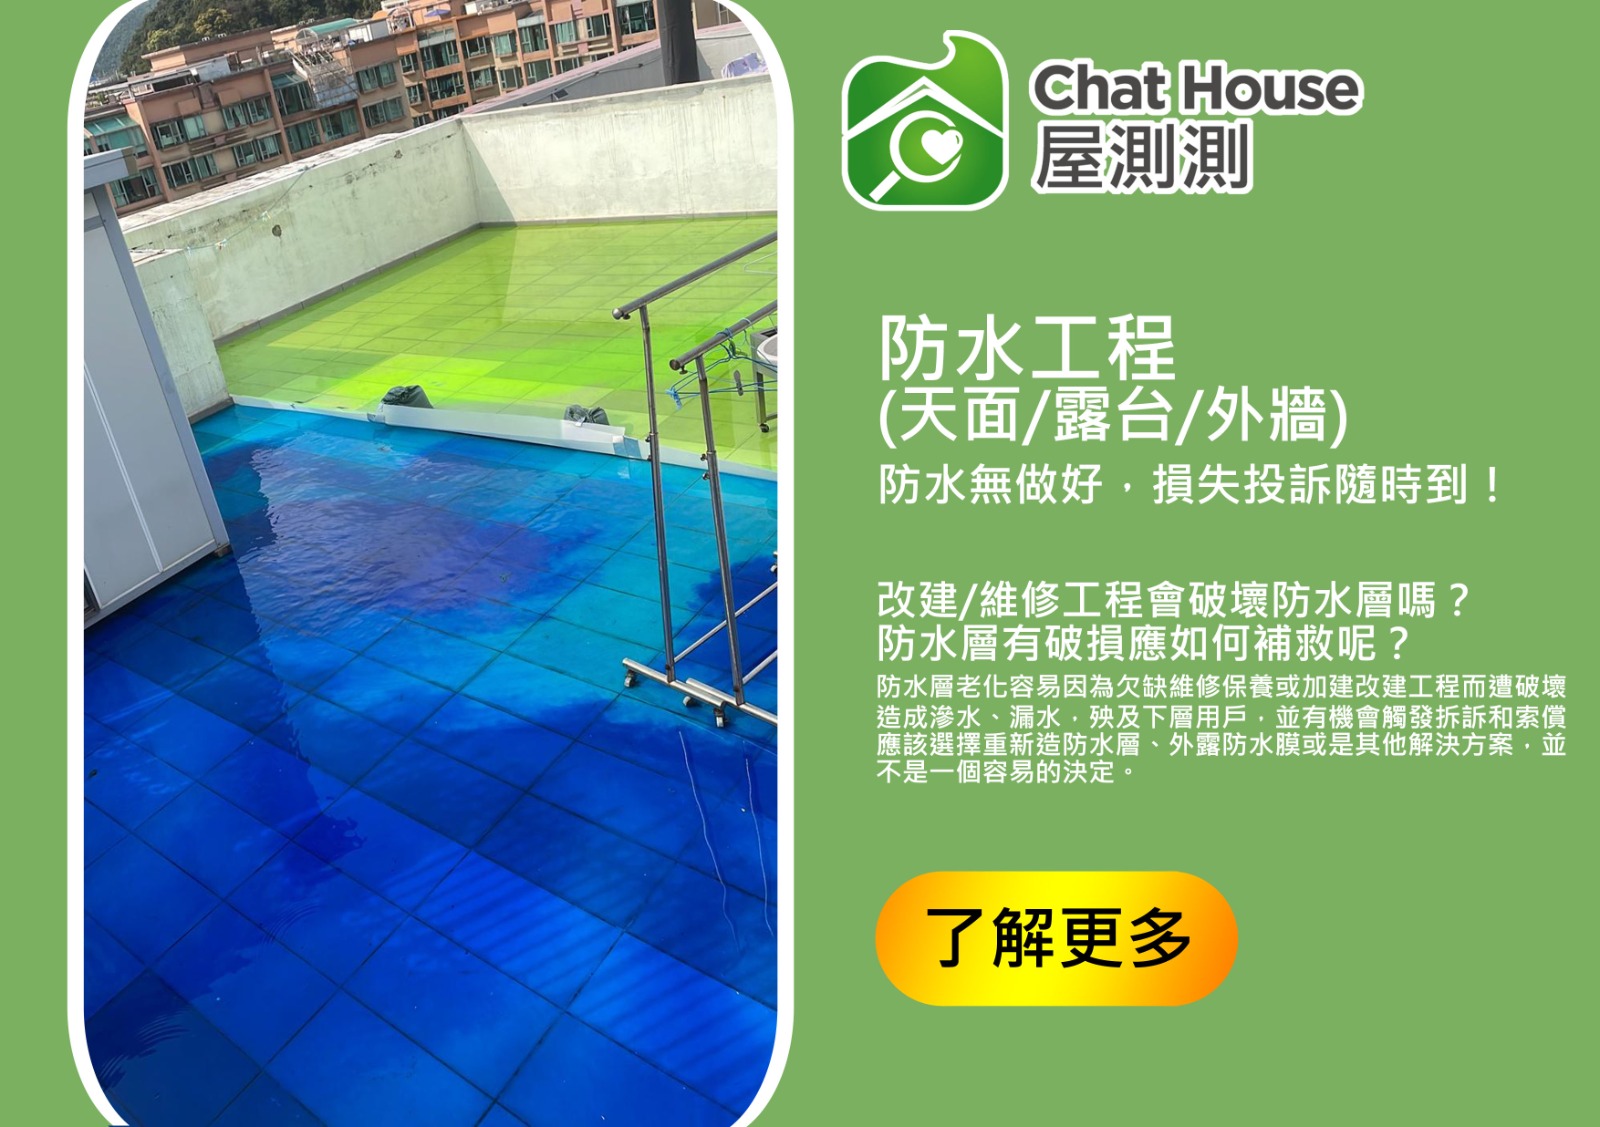 Chat House
屋測測
防水工程
(天面/露台/外牆)
防水無做好，損失投訴隨時到！
改建/維修工程會破壞防水層嗎？
防水層有破損應如何補救呢？
防水層老化容易因為欠缺維修保養或加建改建工程而遭破壞
造成滲水、漏水，殃及下層用戶，並有機會觸發拆訴和索償
應該選擇重新造防水層、外露防水膜或是其他解決方案，並
不是一個容易的決定。
了解更多